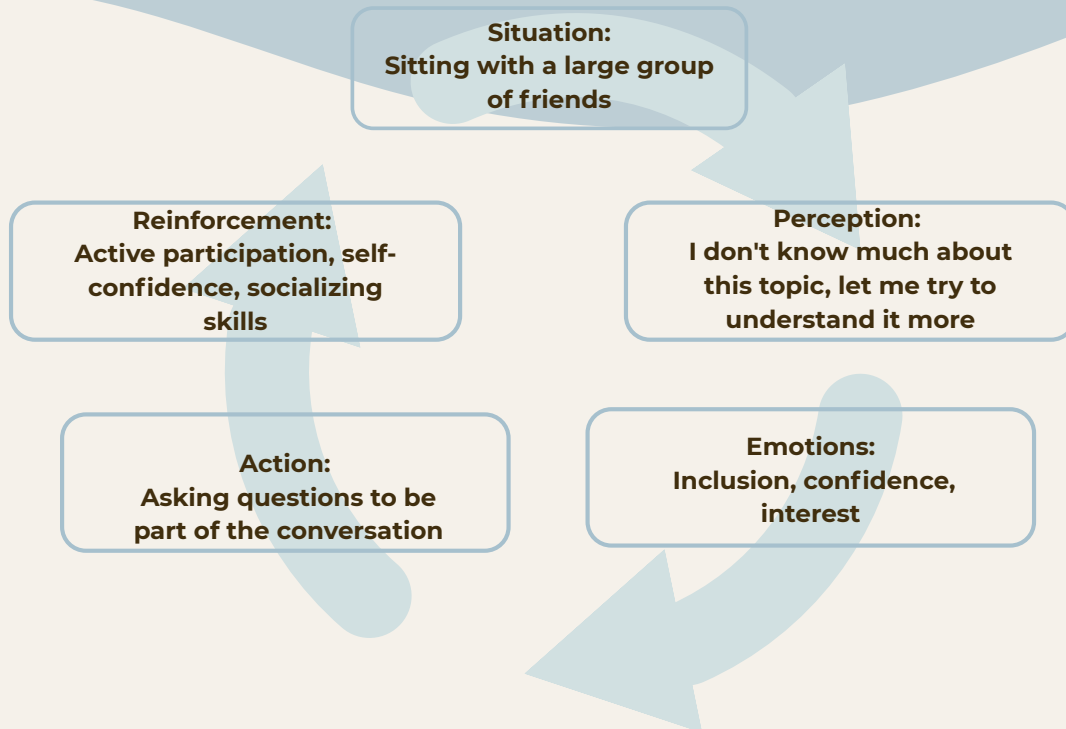 Situation:
Sitting with a large group
of friends
Perception:
I don't know much about
this topic, let me try to
understand it more
Emotions:
Inclusion, confidence,
interest
Action:
Asking questions to be
part of the conversation
Reinforcement:
Active participation, self-
confidence, socializing
skills